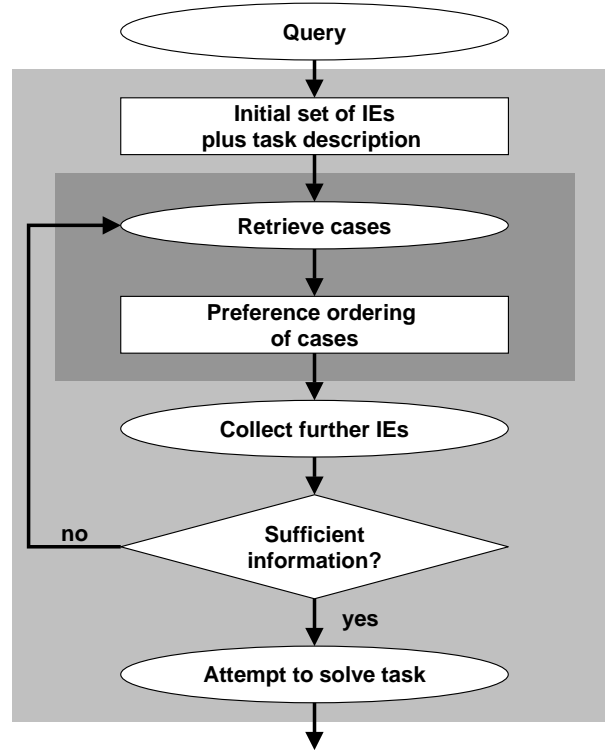 Query
Initial set of IEs
plus task description
Retrieve cases
Preference ordering
of cases
Collect further IEs
Sufficient
information?
no
yes
Attempt to solve task